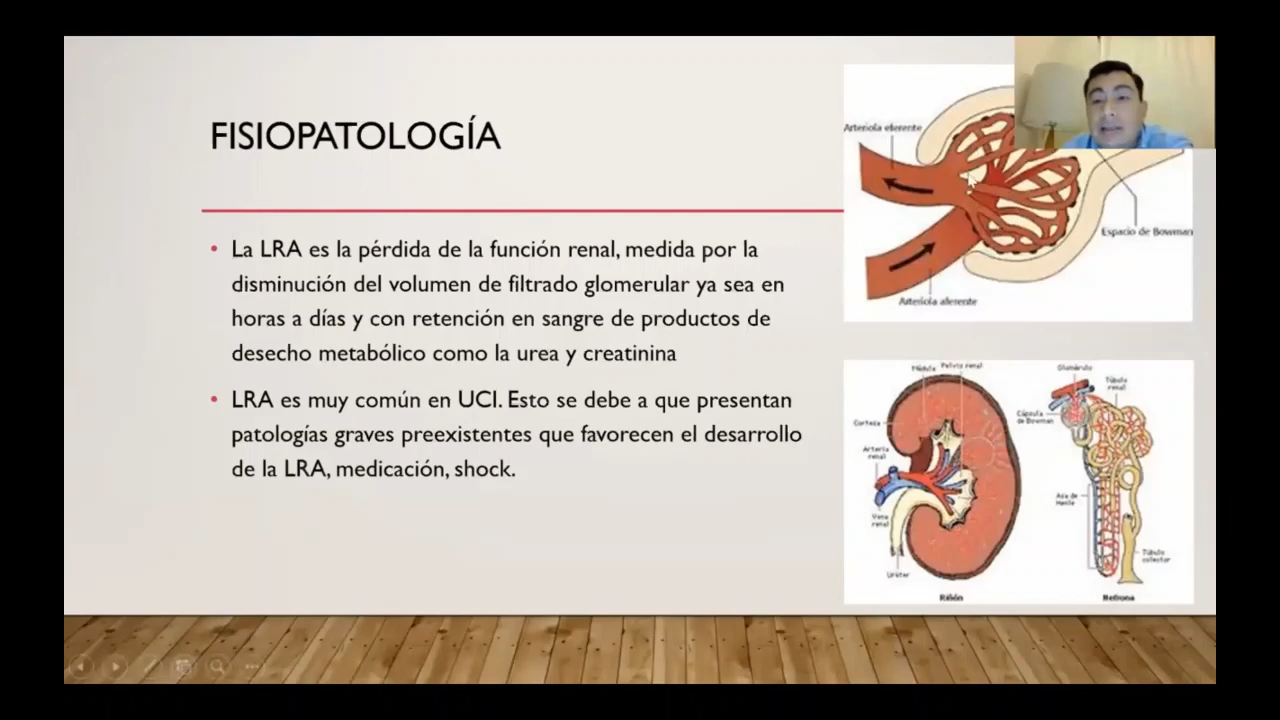 FISIOPATOLOGÍA
• La LRA es la pérdida de la función renal, medida por la
disminución del volumen de filtrado glomerular ya sea en
horas a días y con retención en sangre de productos de
desecho metabólico como la urea y creatinina
• LRA es muy común en UCI. Esto se debe a que presentan
patologías graves preexistentes que favorecen el desarrollo
de la LRA, medicación, shock.
Arteriola eferente
Espacio de Bowman
Arteriola aferente
Médula
Pelvis renal
Corteza
Arteria
renal
Vena
renal
Uréter
Riñón
Glomérulo
Túbulo
renal
Cápsula
de Bowman
Asa de
Henle
Túbulo
colector
Nefrona